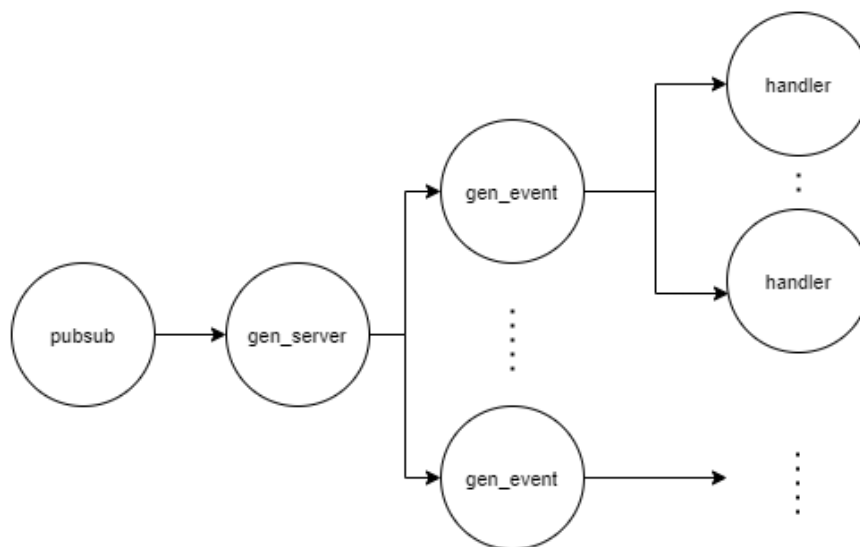 handler
gen_event
handler
pubsub
gen_server
gen_event